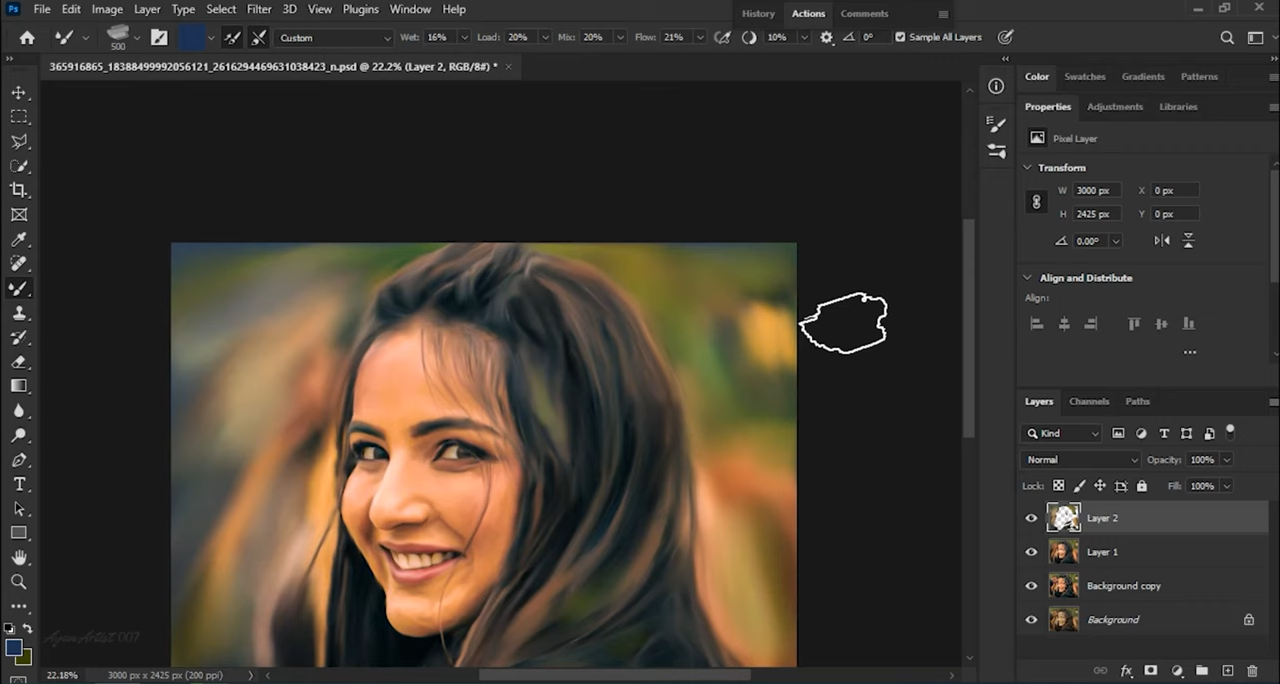 Ps File Edit Image Layer Type Select Filter 3D View Plugins Window Help
History Actions Comments
500 Custom Wet: 16% Load: 20% Mix: 20% Flow: 21% 10% 0° Sample All Layers
365916865_18388499992056121_2616294469631038423_n.psd @ 22.2% (Layer 2, RGB/8#) *
Color Swatches Gradients Patterns
Properties Adjustments Libraries
Pixel Layer
Transform
W 3000 px X 0 px
H 2425 px Y 0 px
0.00°
Align and Distribute
Align:
Layers Channels Paths
Kind
Normal Opacity: 100%
Lock: Fill: 100%
Layer 2
Layer 1
Background copy
Background
Ayan Artist 007
22.18% 3000 px x 2425 px (200 ppi)